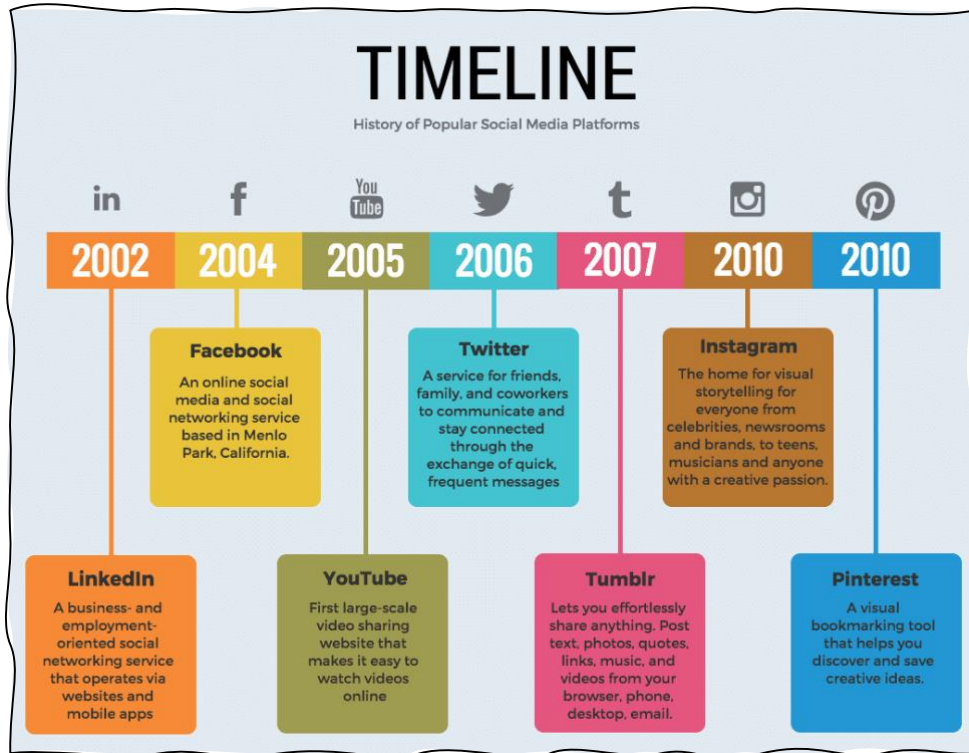 TIMELINE
History of Popular Social Media Platforms
in
f
You
Tube
t
2002
2004
2005
2006
2007
2010
2010
Facebook
An online social
media and social
networking service
based in Menlo
Park, California.
Twitter
A service for friends,
family, and coworkers
to communicate and
stay connected
through the
exchange of quick,
frequent messages
Instagram
The home for visual
storytelling for
everyone from
celebrities, newsrooms
and brands, to teens,
musicians and anyone
with a creative passion.
LinkedIn
A business- and
employment-
oriented social
networking service
that operates via
websites and
mobile apps
YouTube
First large-scale
video sharing
website that
makes it easy to
watch videos
online
Tumblr
Lets you effortlessly
share anything. Post
text, photos, quotes,
links, music, and
videos from your
browser, phone,
desktop, email.
Pinterest
A visual
bookmarking tool
that helps you
discover and save
creative ideas.